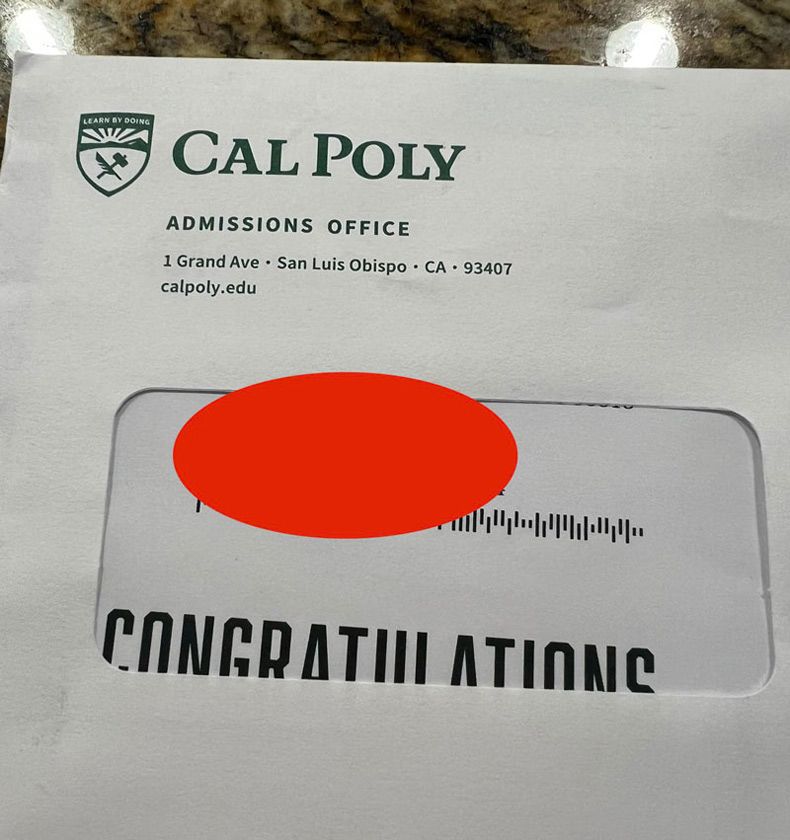 LEARN BY DOING
CAL POLY
ADMISSIONS OFFICE
1 Grand Ave • San Luis Obispo • CA • 93407
calpoly.edu
CONGRATULATIONS